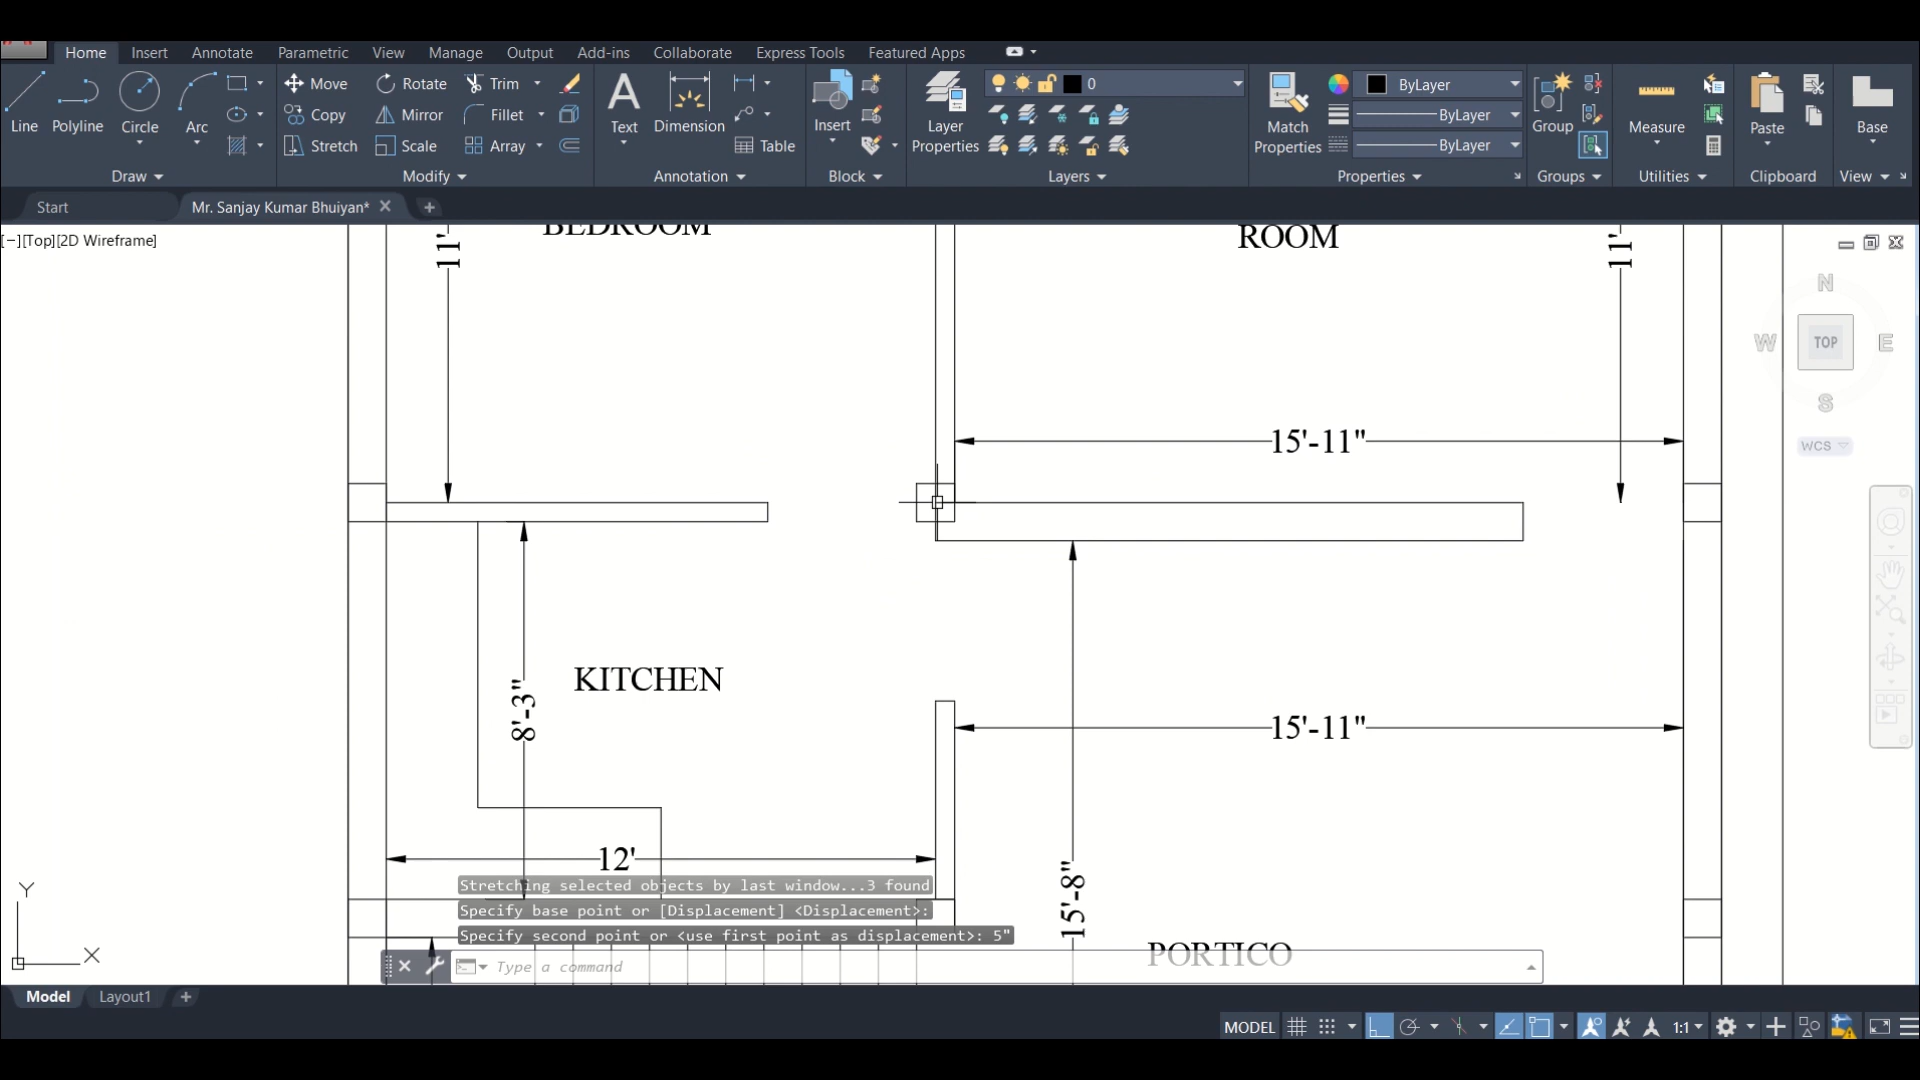 Home Insert Annotate Parametric View Manage Output Add-ins Collaborate Express Tools Featured Apps
Line Polyline Circle Arc
Move Rotate Trim
Copy Mirror Fillet
Stretch Scale Array
Text Dimension Table
Insert
Layer Properties
0
Match Properties
ByLayer
ByLayer
ByLayer
Group Measure Paste Base
Draw Modify Annotation Block Layers Properties Groups Utilities Clipboard View
Start Mr. Sanjay Kumar Bhuiyan*
[−][Top][2D Wireframe]
BEDROOM
ROOM
11'
11'
N
W TOP E
S
WCS
15'-11"
KITCHEN
8'-3"
15'-11"
12'
15'-8"
PORTICO
Stretching selected objects by last window...3 found
Specify base point or [Displacement] <Displacement>:
Specify second point or <use first point as displacement>: 5"
Type a command
Y
X
Model Layout1
MODEL 1:1